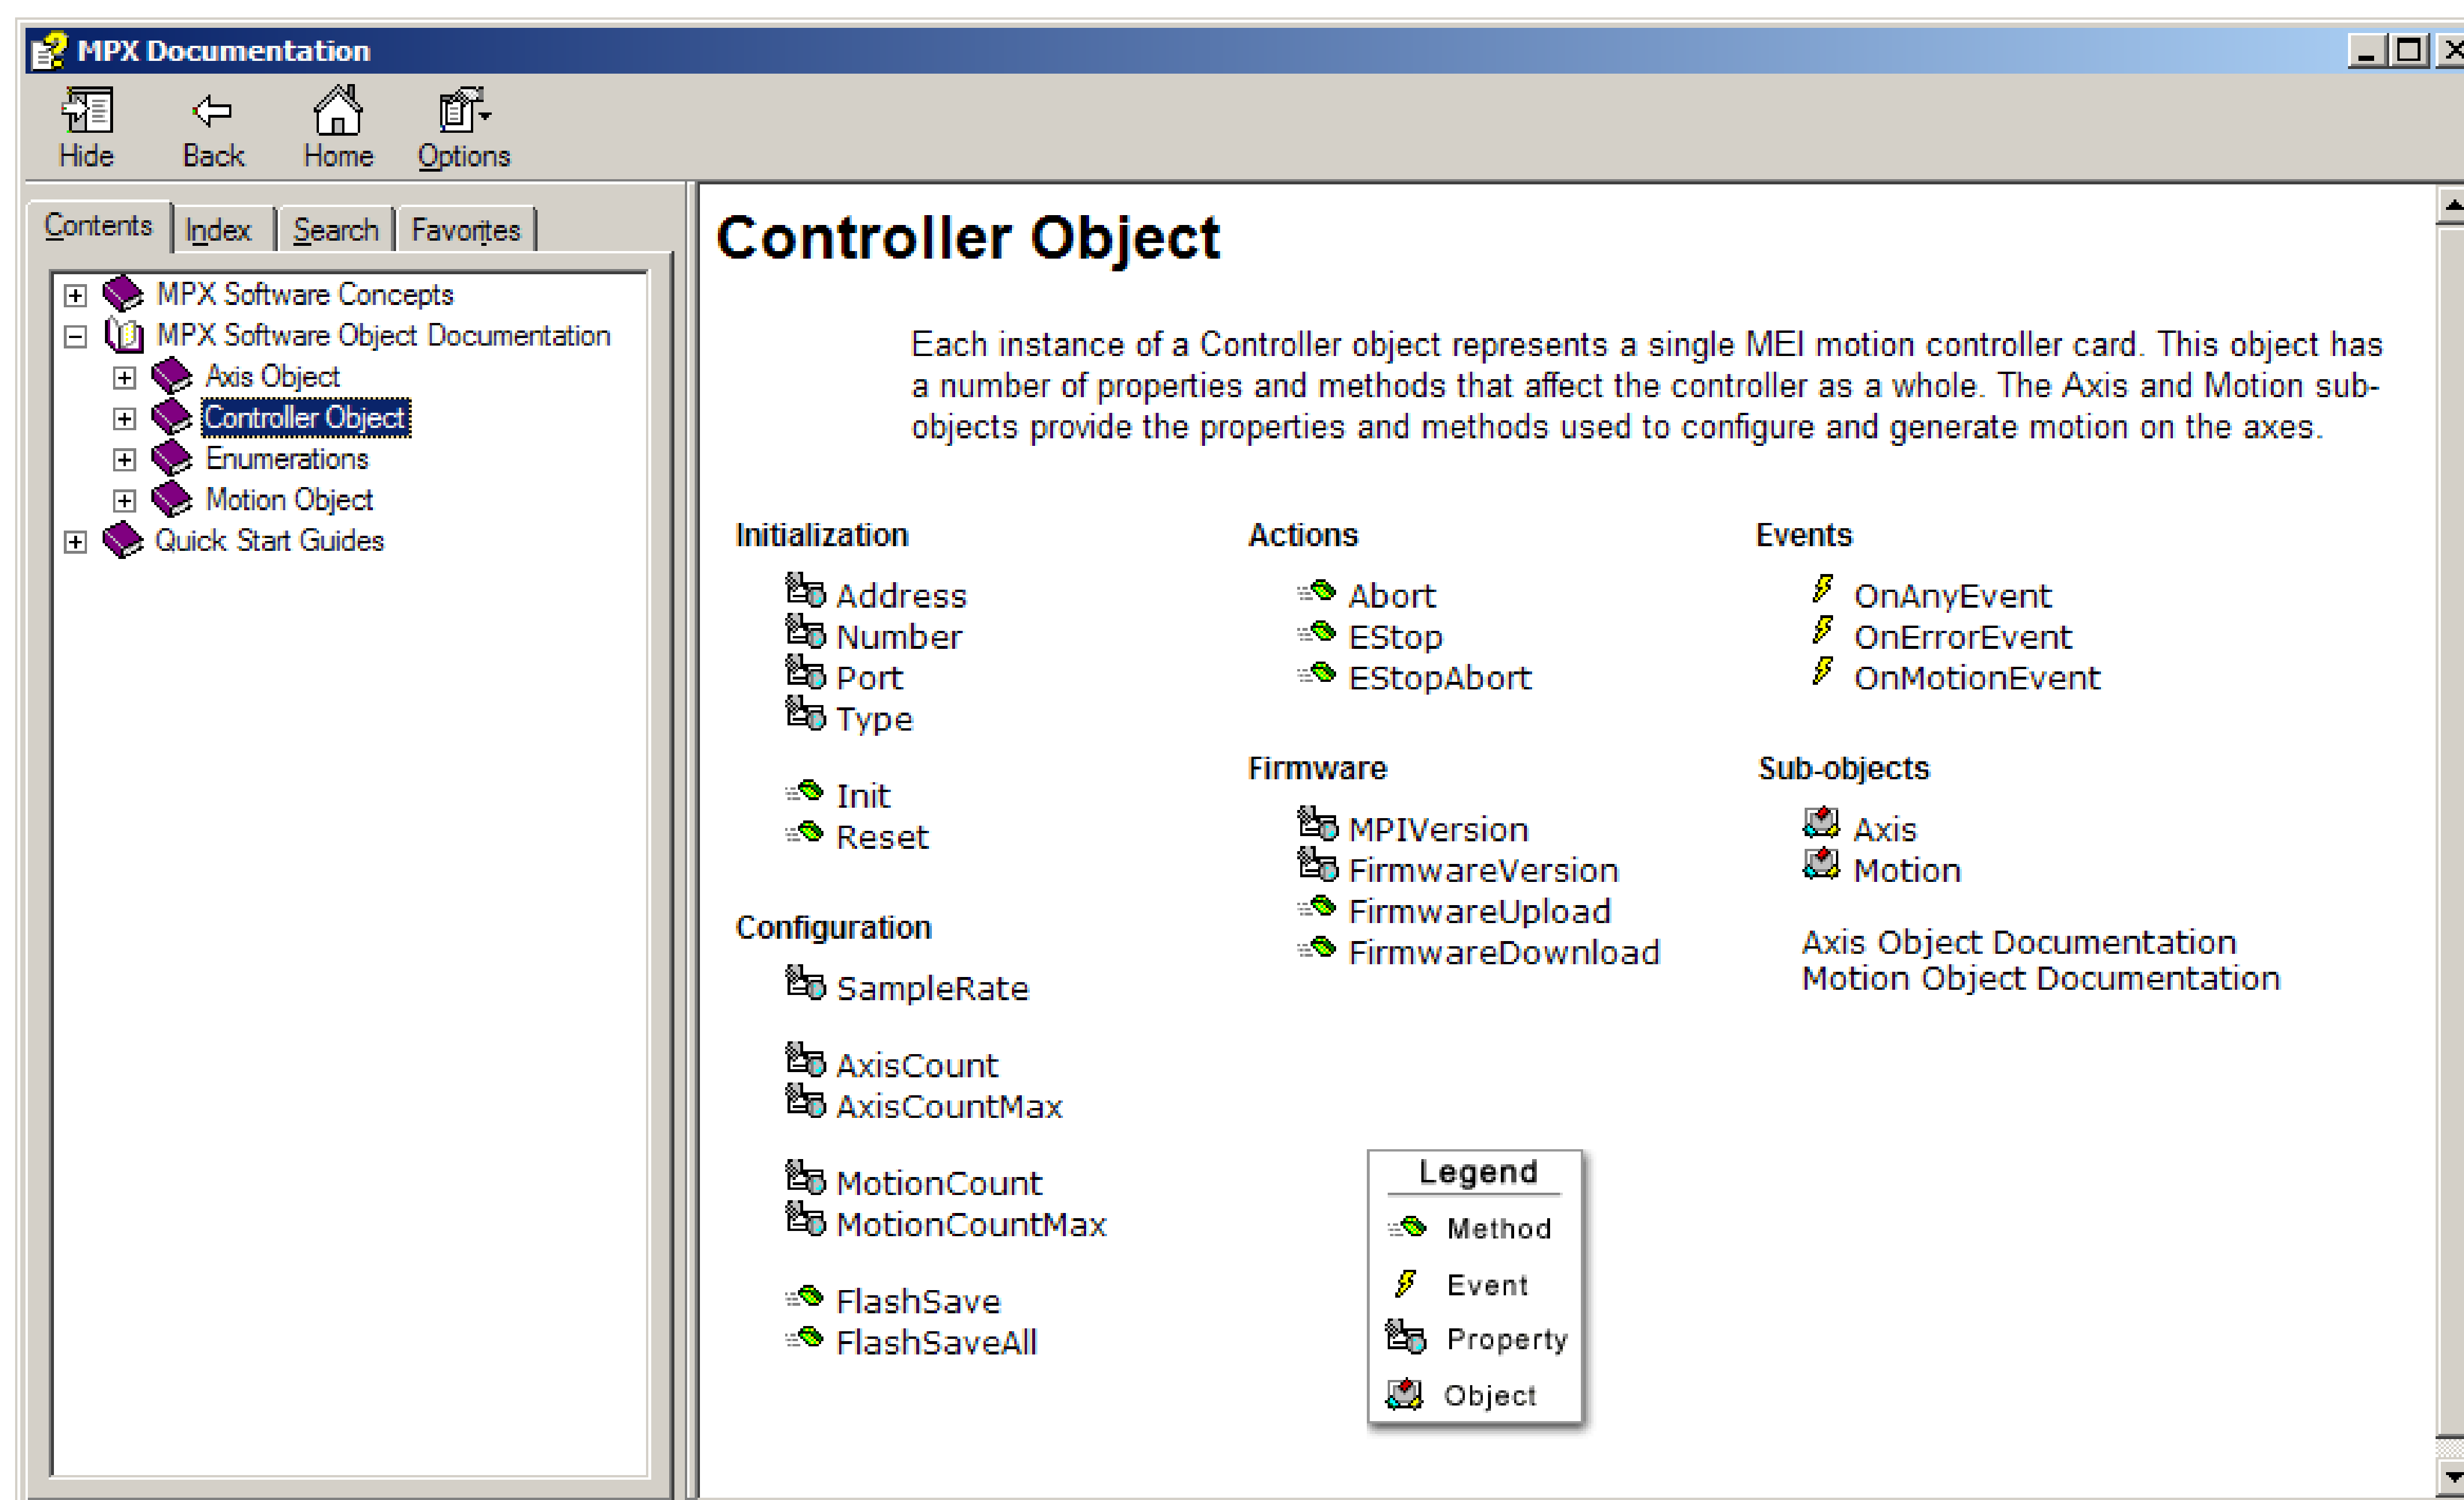 MPX Documentation
Hide Back Home Options
Contents Index Search Favorites
MPX Software Concepts
MPX Software Object Documentation
Axis Object
Controller Object
Enumerations
Motion Object
Quick Start Guides
Controller Object
Each instance of a Controller object represents a single MEI motion controller card. This object has
a number of properties and methods that affect the controller as a whole. The Axis and Motion sub-
objects provide the properties and methods used to configure and generate motion on the axes.
Initialization
Address
Number
Port
Type
Init
Reset
Configuration
SampleRate
AxisCount
AxisCountMax
MotionCount
MotionCountMax
FlashSave
FlashSaveAll
Actions
Abort
EStop
EStopAbort
Firmware
MPIVersion
FirmwareVersion
FirmwareUpload
FirmwareDownload
Legend
Method
Event
Property
Object
Events
OnAnyEvent
OnErrorEvent
OnMotionEvent
Sub-objects
Axis
Motion
Axis Object Documentation
Motion Object Documentation